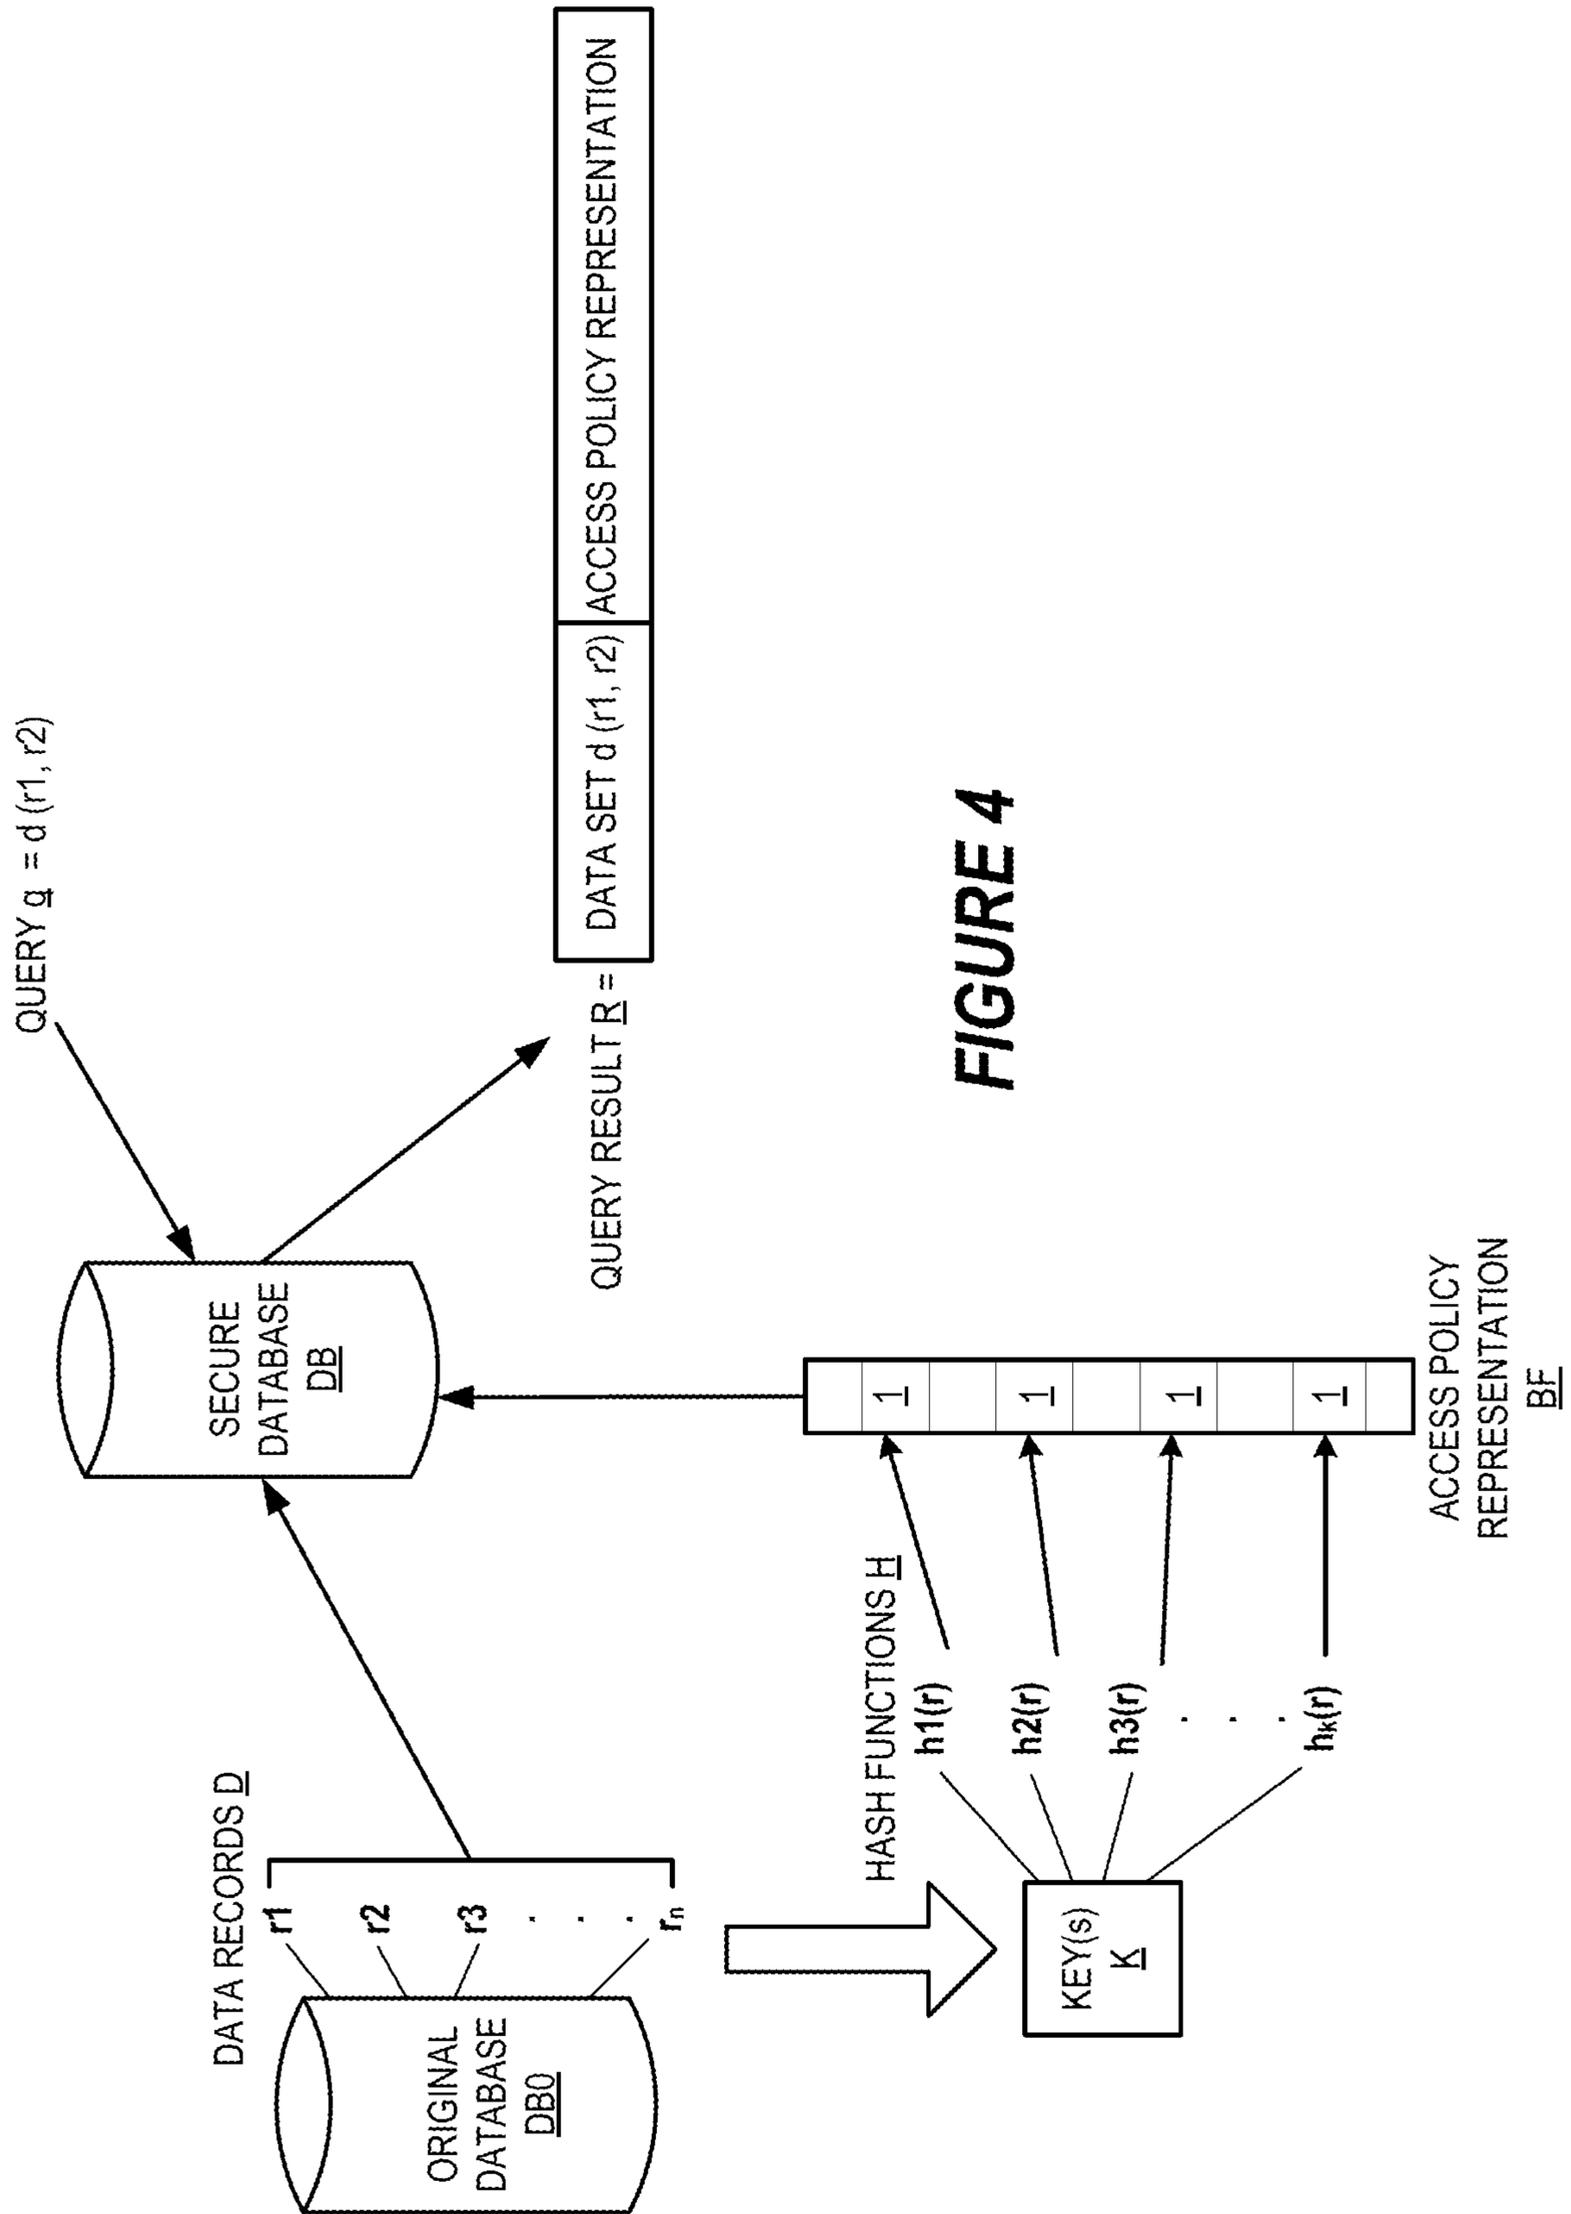 DATA RECORDS D
ORIGINAL
DATABASE
DB0
r1
r2
r3
. . .
rn
SECURE
DATABASE
DB
QUERY q = d (r1, r2)
QUERY RESULT R =
DATA SET d (r1, r2)
ACCESS POLICY REPRESENTATION
KEY(s)
K
HASH FUNCTIONS H
h1(r)
h2(r)
h3(r)
. . .
hk(r)
1
1
1
1
ACCESS POLICY
REPRESENTATION
BF
FIGURE 4